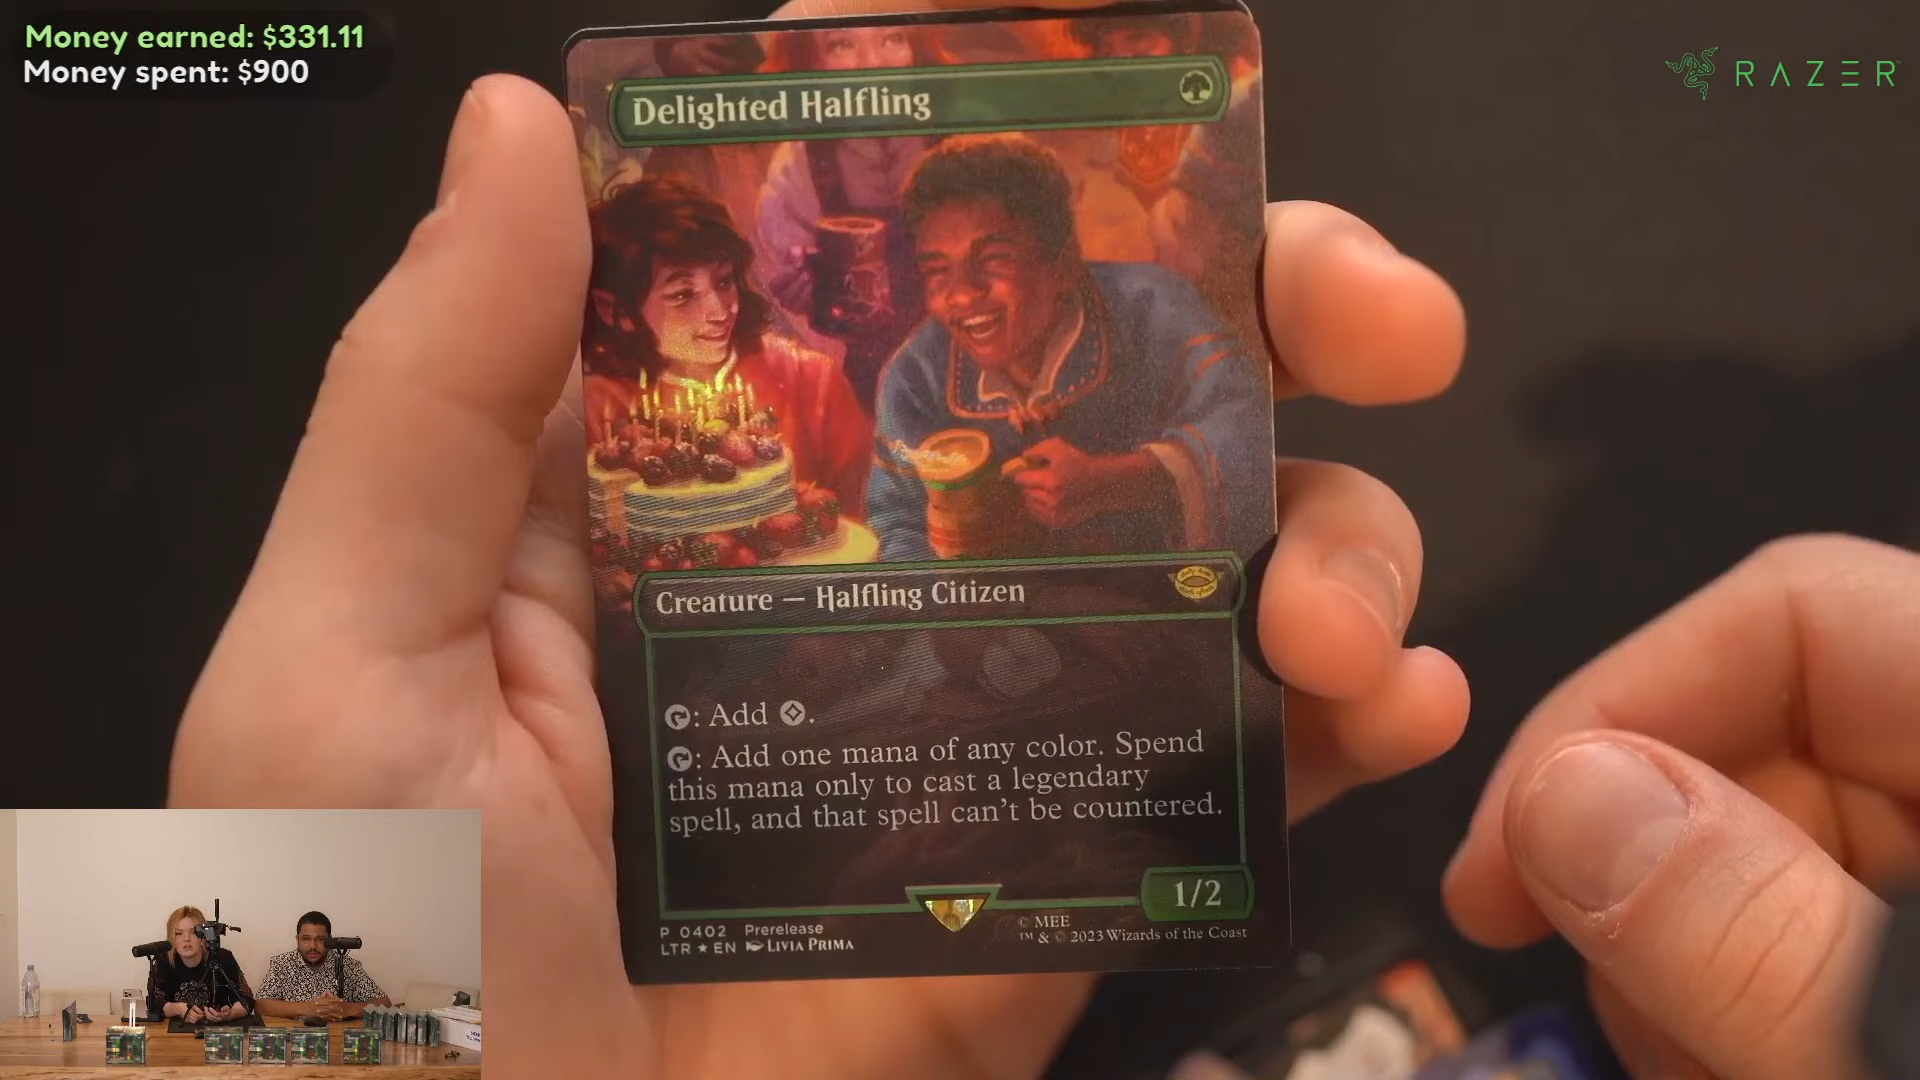 Money earned: $331.11
Money spent: $900
RAZER
Delighted Halfling
Creature — Halfling Citizen
: Add .
: Add one mana of any color. Spend
this mana only to cast a legendary
spell, and that spell can't be countered.
1/2
P 0402 Prerelease
LTR ★ EN LIVIA PRIMA
© MEE
™ & © 2023 Wizards of the Coast